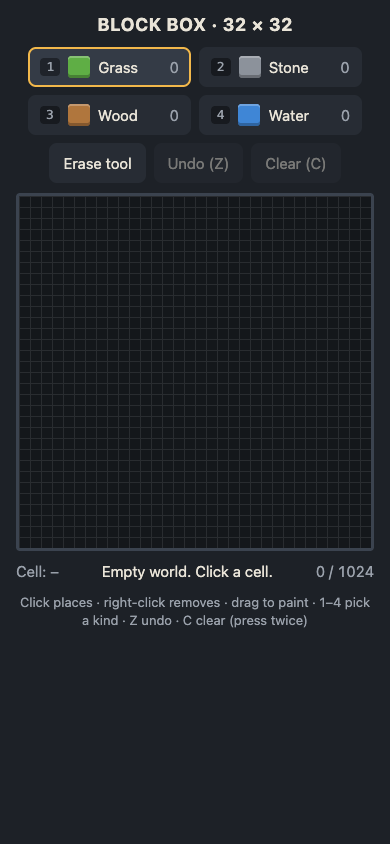 BLOCK BOX · 32 × 32
1 Grass 0
2 Stone 0
3 Wood 0
4 Water 0
Erase tool Undo (Z) Clear (C)
Cell: – Empty world. Click a cell. 0 / 1024
Click places · right-click removes · drag to paint · 1–4 pick
a kind · Z undo · C clear (press twice)